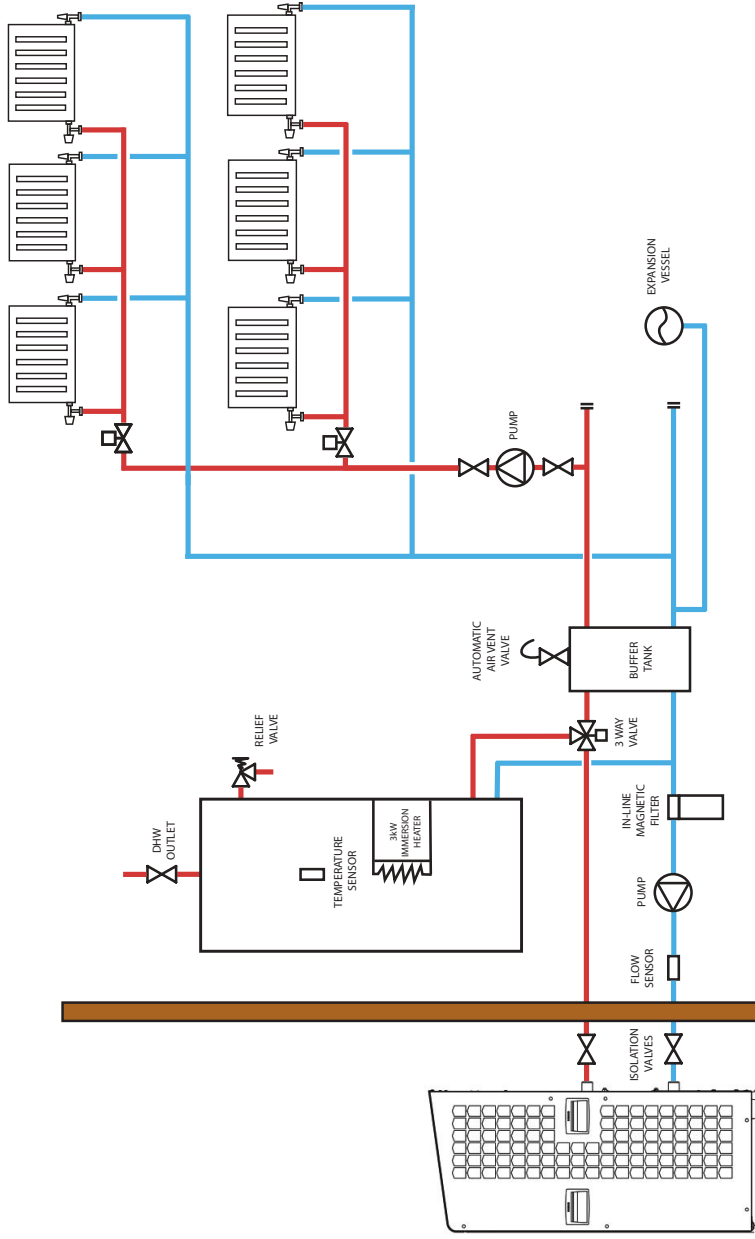 DHW
OUTLET
RELIEF
VALVE
TEMPERATURE
SENSOR
3kW
IMMERSION
HEATER
AUTOMATIC
AIR VENT
VALVE
PUMP
EXPANSION
VESSEL
ISOLATION
VALVES
FLOW
SENSOR
PUMP
IN-LINE
MAGNETIC
FILTER
3 WAY
VALVE
BUFFER
TANK